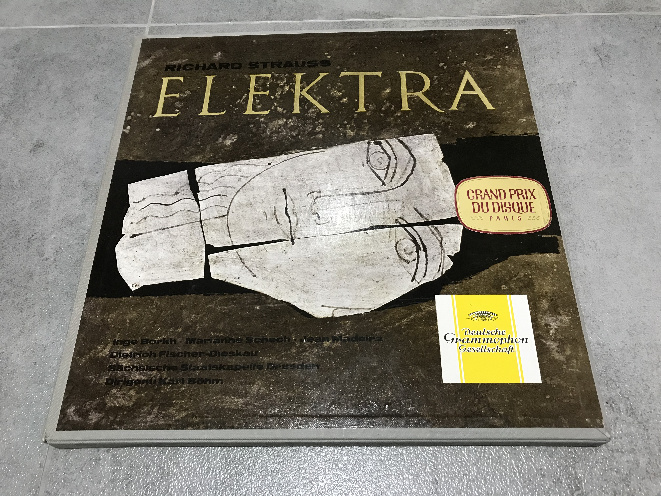 RICHARD STRAUSS
ELEKTRA
GRAND PRIX
DU DISQUE
PARIS
Inge Borkh · Marianne Schech · Jean Madeira
Dietrich Fischer-Dieskau
Sächsische Staatskapelle Dresden
Dirigent: Karl Böhm
Deutsche
Grammophon
Gesellschaft